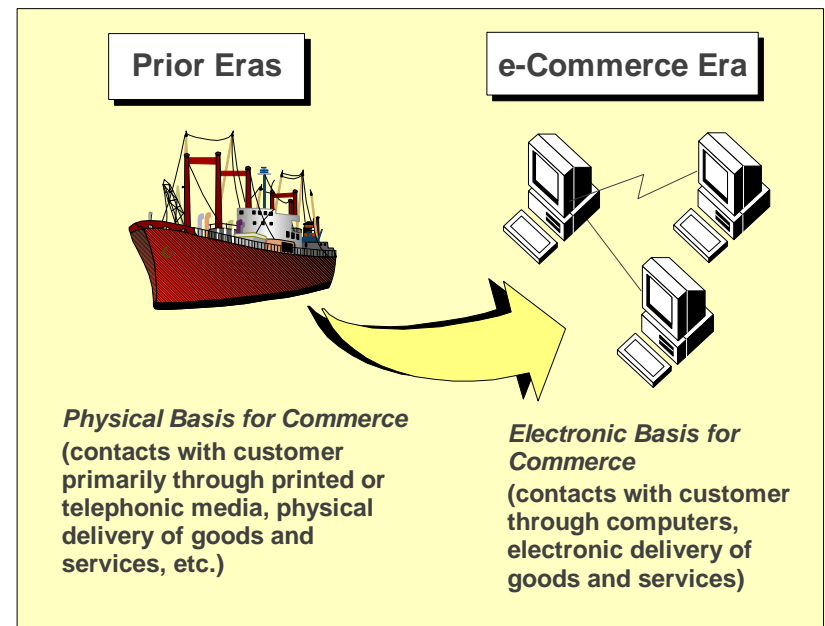 Prior Eras
e-Commerce Era
Physical Basis for Commerce
(contacts with customer
primarily through printed or
telephonic media, physical
delivery of goods and
services, etc.)
Electronic Basis for
Commerce
(contacts with customer
through computers,
electronic delivery of
goods and services)